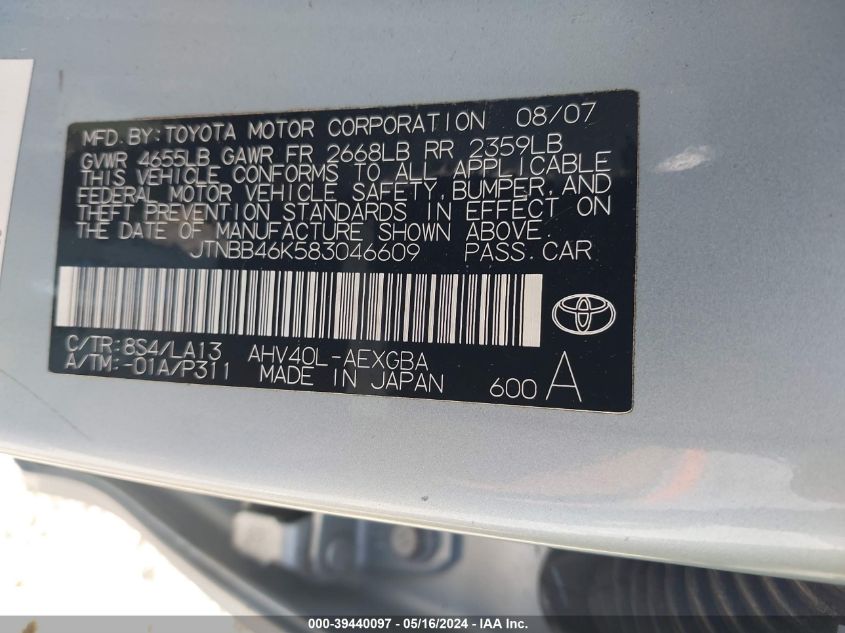 MFD. BY: TOYOTA MOTOR CORPORATION 08/07
GVWR 4655LB GAWR FR 2668LB RR 2359LB
THIS VEHICLE CONFORMS TO ALL APPLICABLE
FEDERAL MOTOR VEHICLE SAFETY, BUMPER, AND
THEFT PREVENTION STANDARDS IN EFFECT ON
THE DATE OF MANUFACTURE SHOWN ABOVE.
JTNBB46K583046609 PASS. CAR
C/TR: 8S4/LA13 AHV40L-AEXGBA
A/TM: -01A/P311 MADE IN JAPAN 600 A
000-39440097 - 05/16/2024 - IAA Inc.